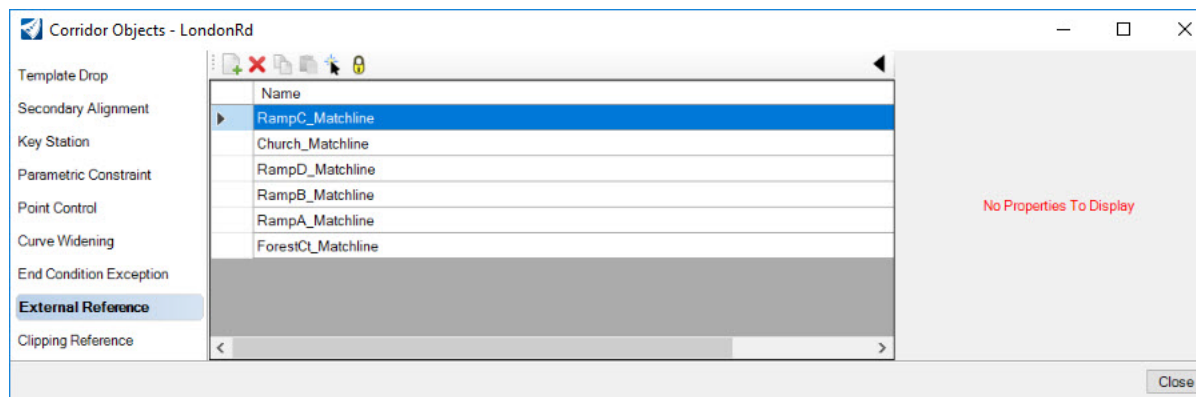 Corridor Objects - LondonRd
Template Drop
Secondary Alignment
Key Station
Parametric Constraint
Point Control
Curve Widening
End Condition Exception
External Reference
Clipping Reference
Name
RampC_Matchline
Church_Matchline
RampD_Matchline
RampB_Matchline
RampA_Matchline
ForestCt_Matchline
No Properties To Display
Close